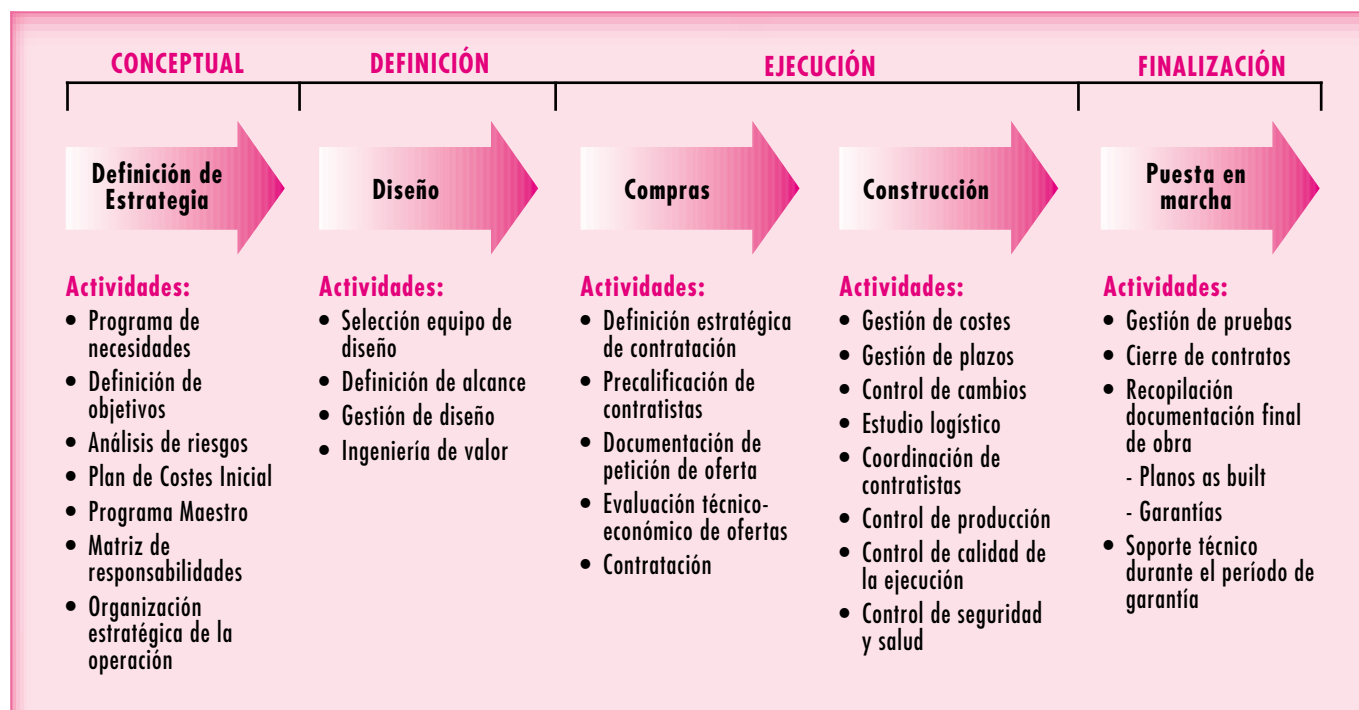 CONCEPTUAL
DEFINICIÓN
EJECUCIÓN
FINALIZACIÓN
Definición de
Estrategia
Diseño
Compras
Construcción
Puesta en
marcha
Actividades:
• Programa de
necesidades
• Definición de
objetivos
• Análisis de riesgos
• Plan de Costes Inicial
• Programa Maestro
• Matriz de
responsabilidades
• Organización
estratégica de la
operación
Actividades:
• Selección equipo de
diseño
• Definición de alcance
• Gestión de diseño
• Ingeniería de valor
Actividades:
• Definición estratégica
de contratación
• Precalificación de
contratistas
• Documentación de
petición de oferta
• Evaluación técnico-
económico de ofertas
• Contratación
Actividades:
• Gestión de costes
• Gestión de plazos
• Control de cambios
• Estudio logístico
• Coordinación de
contratistas
• Control de producción
• Control de calidad de
la ejecución
• Control de seguridad
y salud
Actividades:
• Gestión de pruebas
• Cierre de contratos
• Recopilación
documentación final
de obra
- Planos as built
- Garantías
• Soporte técnico
durante el período de
garantía